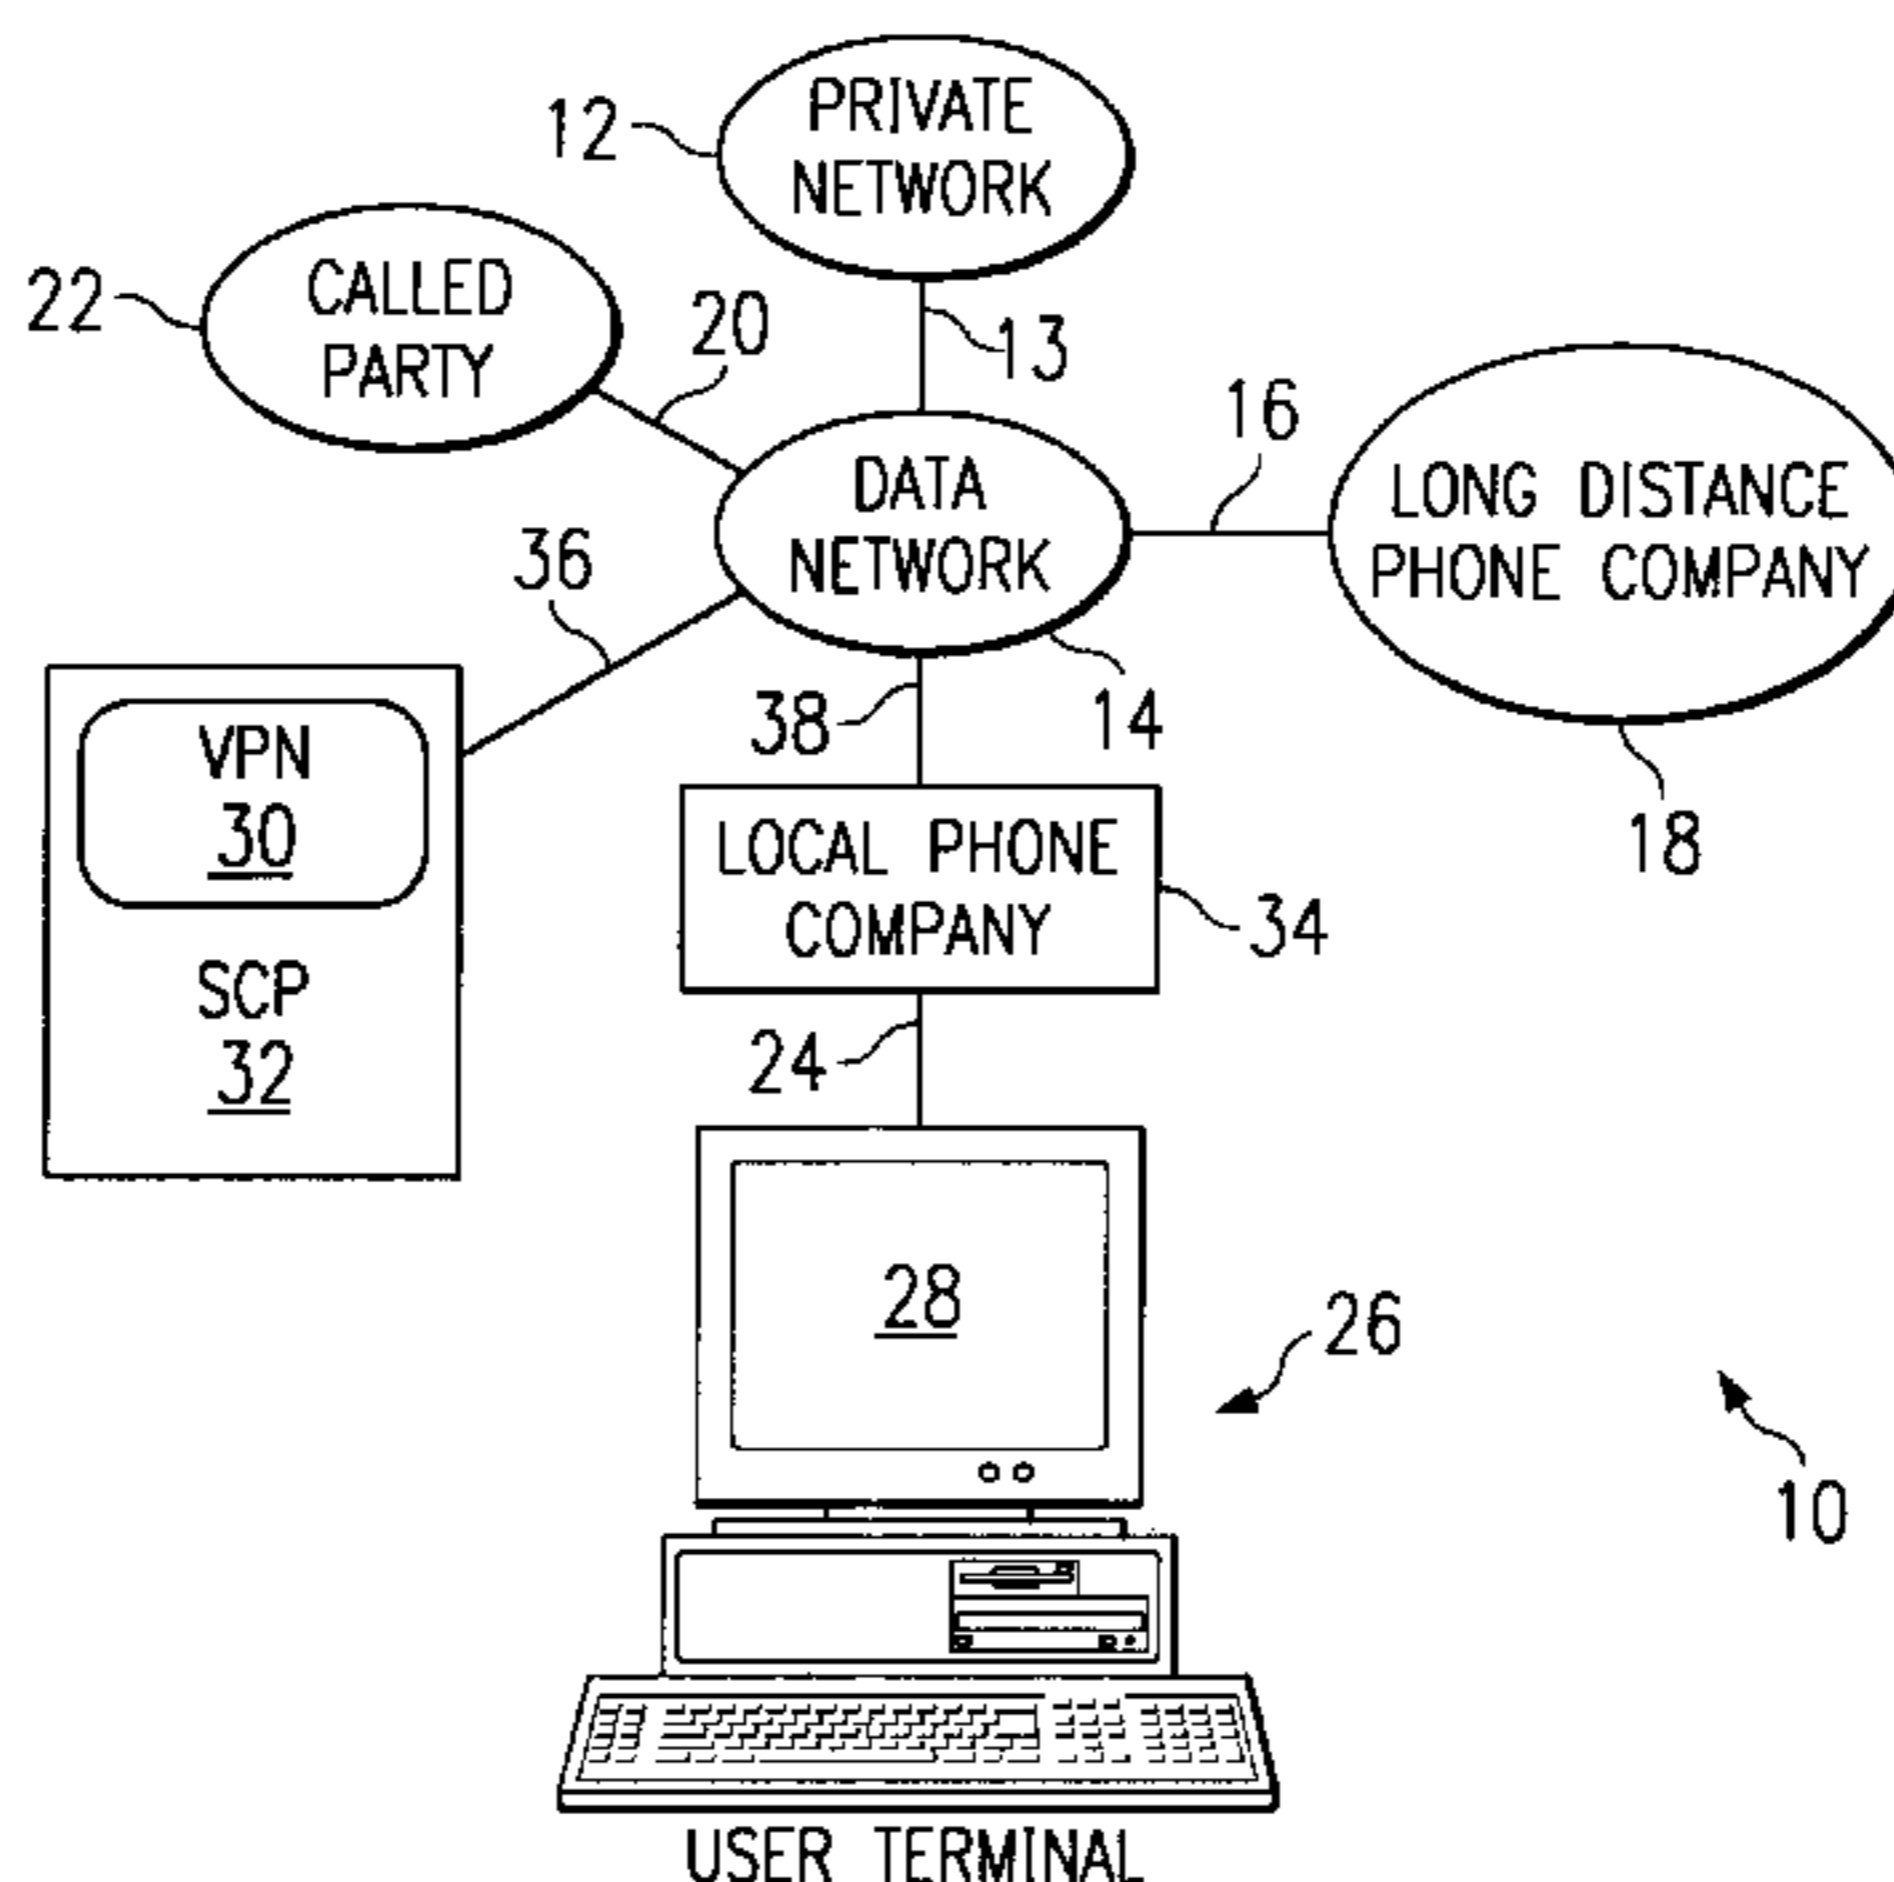 PRIVATE
NETWORK
12
CALLED
PARTY
22
20
13
16
DATA
NETWORK
LONG DISTANCE
PHONE COMPANY
36
14
38
18
VPN
30
SCP
32
LOCAL PHONE
COMPANY
34
24
28
26
10
USER TERMINAL